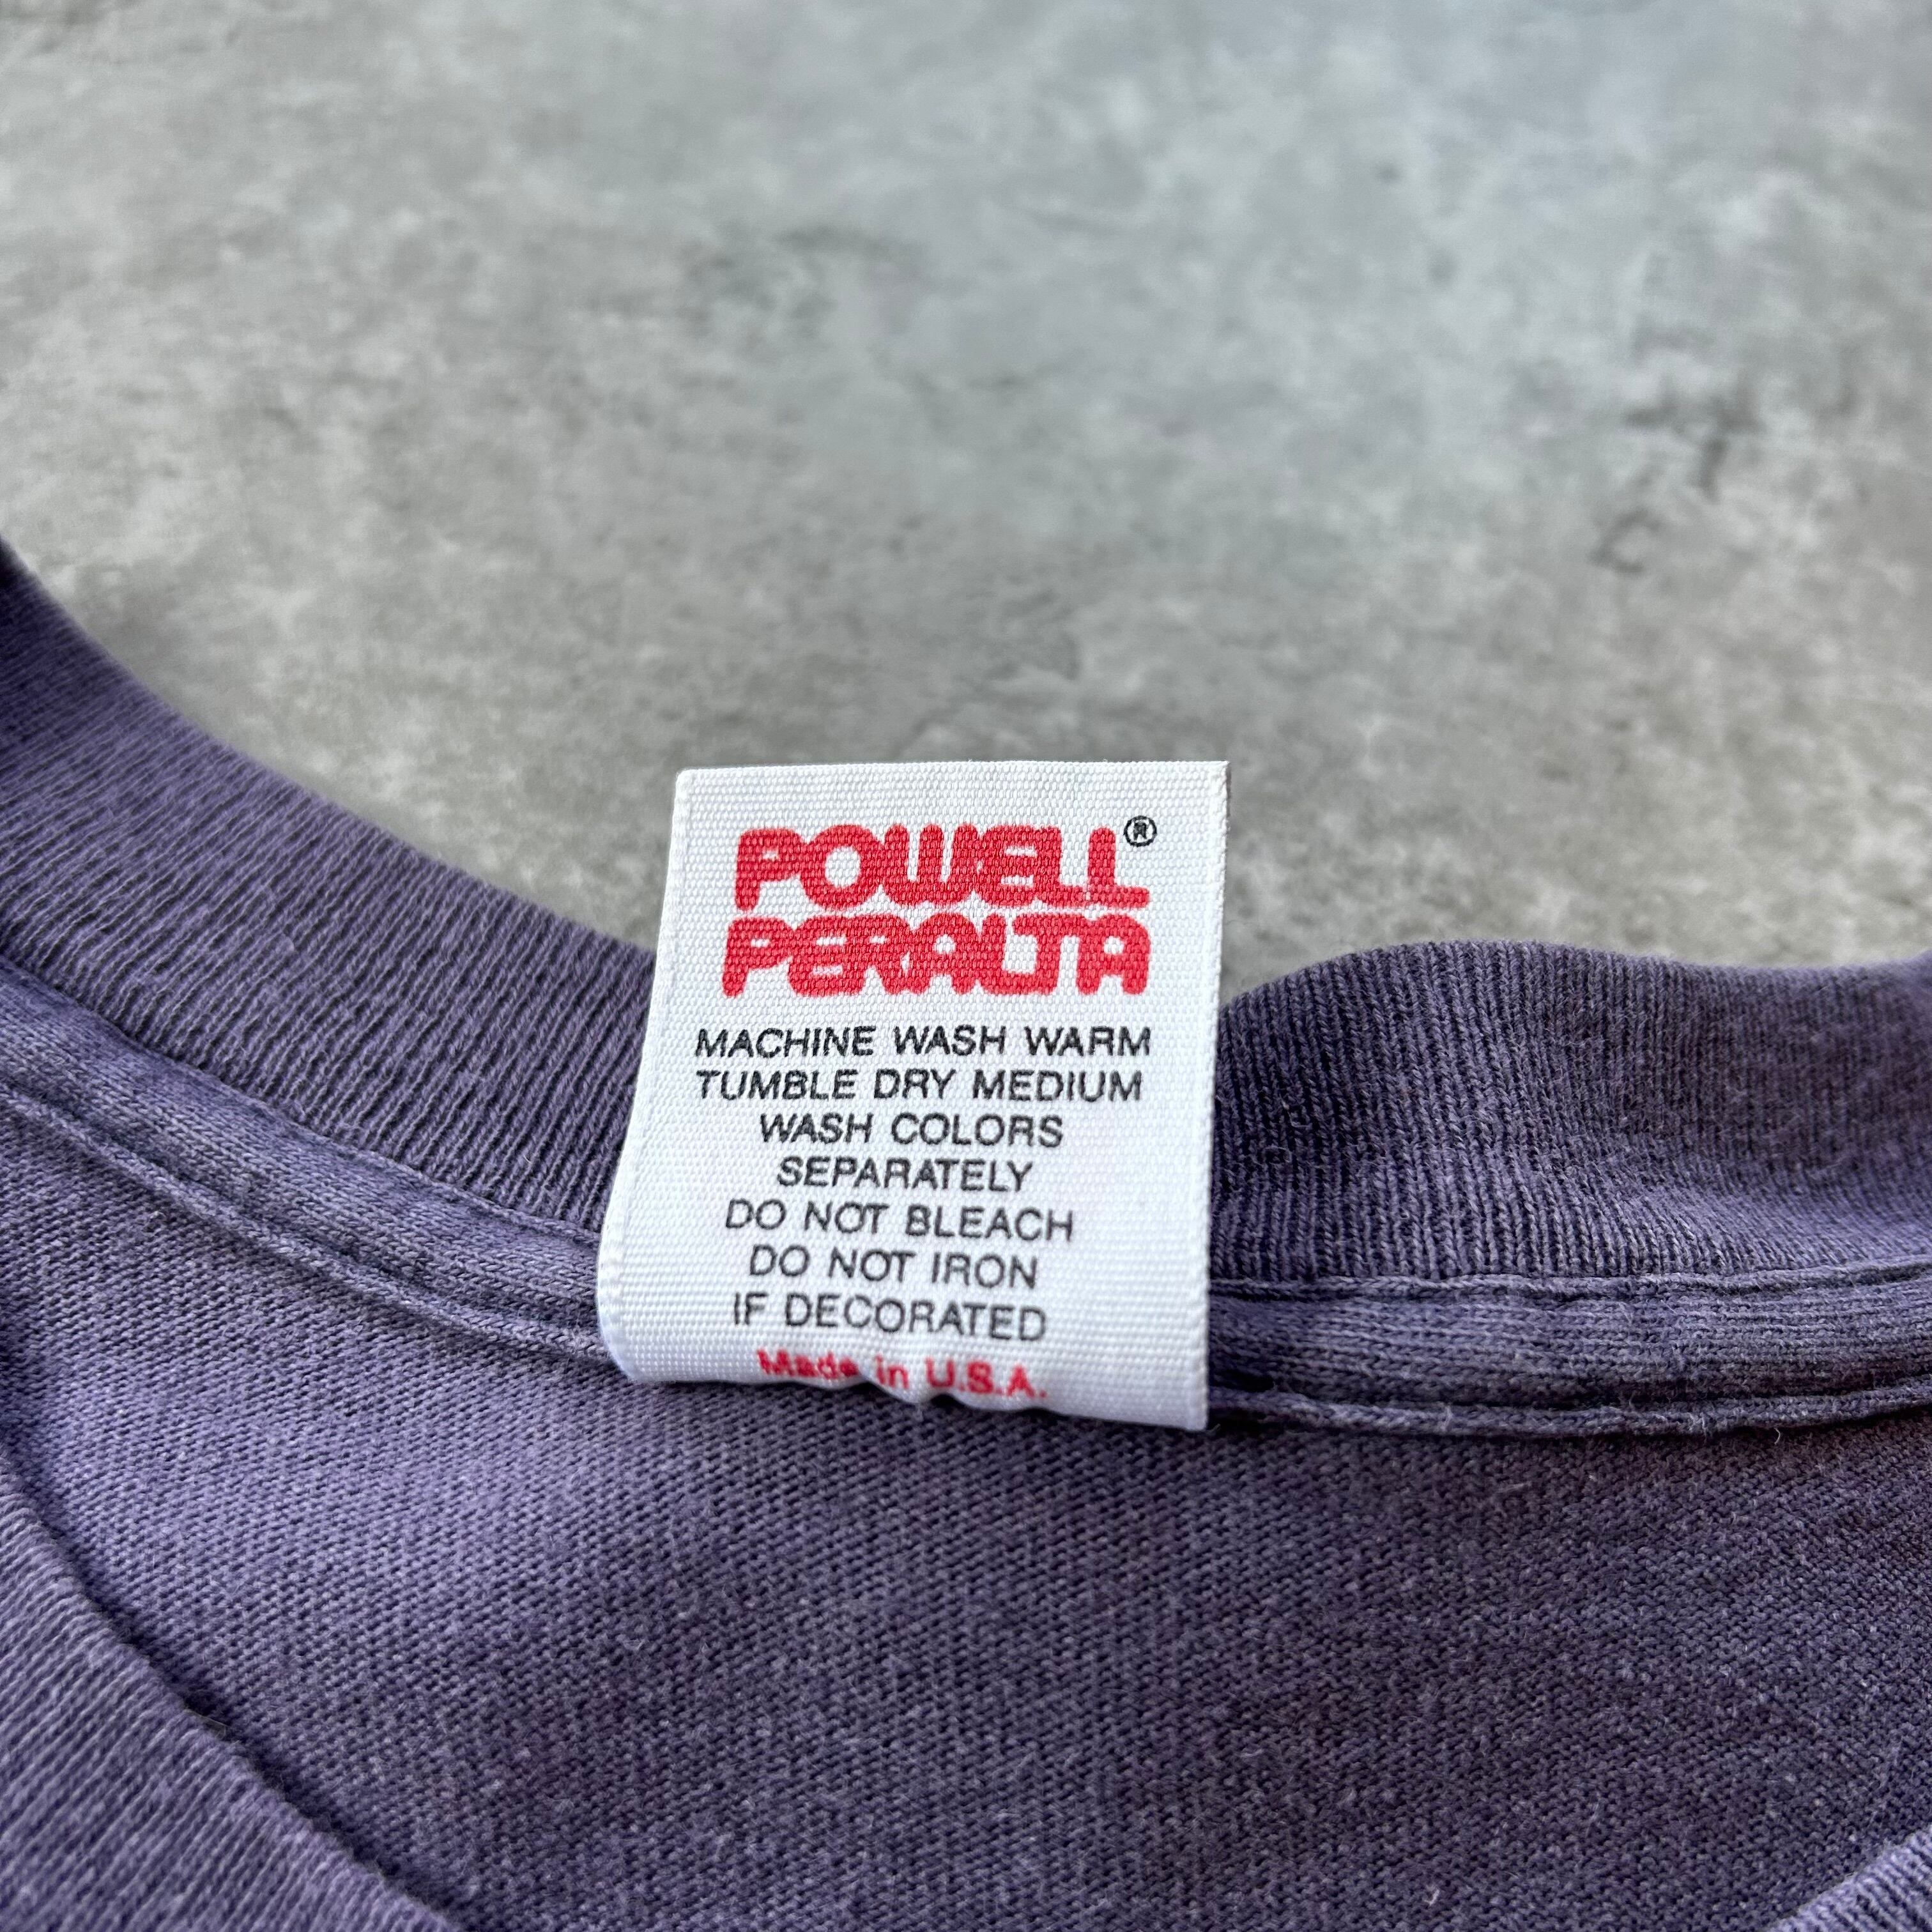 POWELL®
PERALTA
MACHINE WASH WARM
TUMBLE DRY MEDIUM
WASH COLORS
SEPARATELY
DO NOT BLEACH
DO NOT IRON
IF DECORATED
Made in U.S.A.